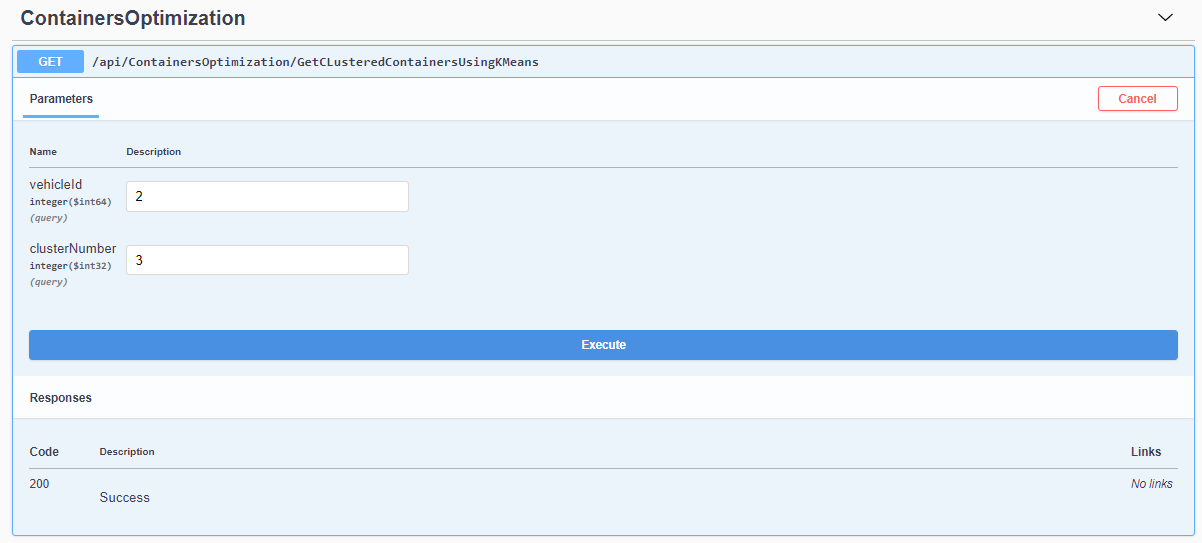 ContainersOptimization
GET /api/ContainersOptimization/GetCLusteredContainersUsingKMeans
Parameters Cancel
Name Description
vehicleId
integer($int64)
(query)
2
clusterNumber
integer($int32)
(query)
3
Execute
Responses
Code Description Links
200 No links
Success